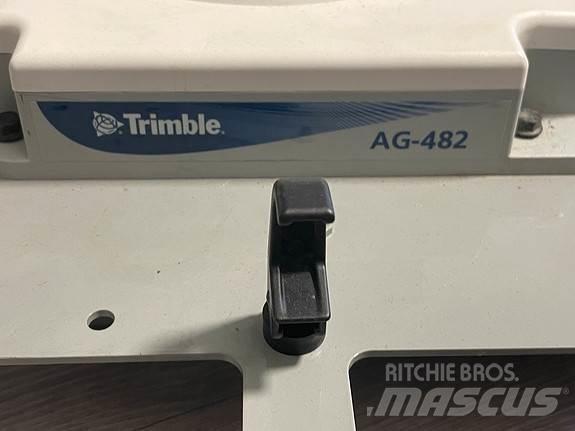 Trimble.
AG-482
RITCHIE BROS.
MASCUS